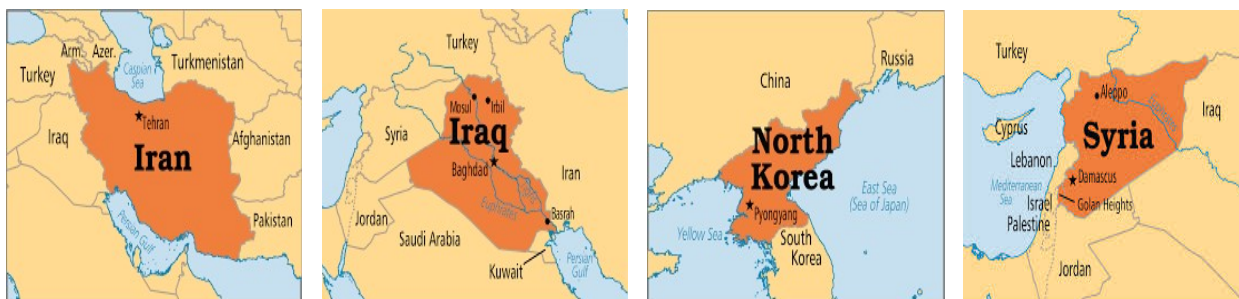 Arm.
Azer.
Turkey
Caspian
Sea
Turkmenistan
Tehran
Iraq
Iran
Afghanistan
Pakistan
Persian Gulf
Turkey
Mosul
Irbil
Syria
Iraq
Baghdad
Iran
Tigris
Euphrates
Basrah
Jordan
Saudi Arabia
Kuwait
Persian
Gulf
Russia
China
North
Korea
East Sea
(Sea of Japan)
Pyongyang
Yellow Sea
South
Korea
Turkey
Aleppo
Euphrates
Iraq
Cyprus
Syria
Lebanon
Damascus
Mediterranean
Sea
Israel
Golan Heights
Palestine
Jordan